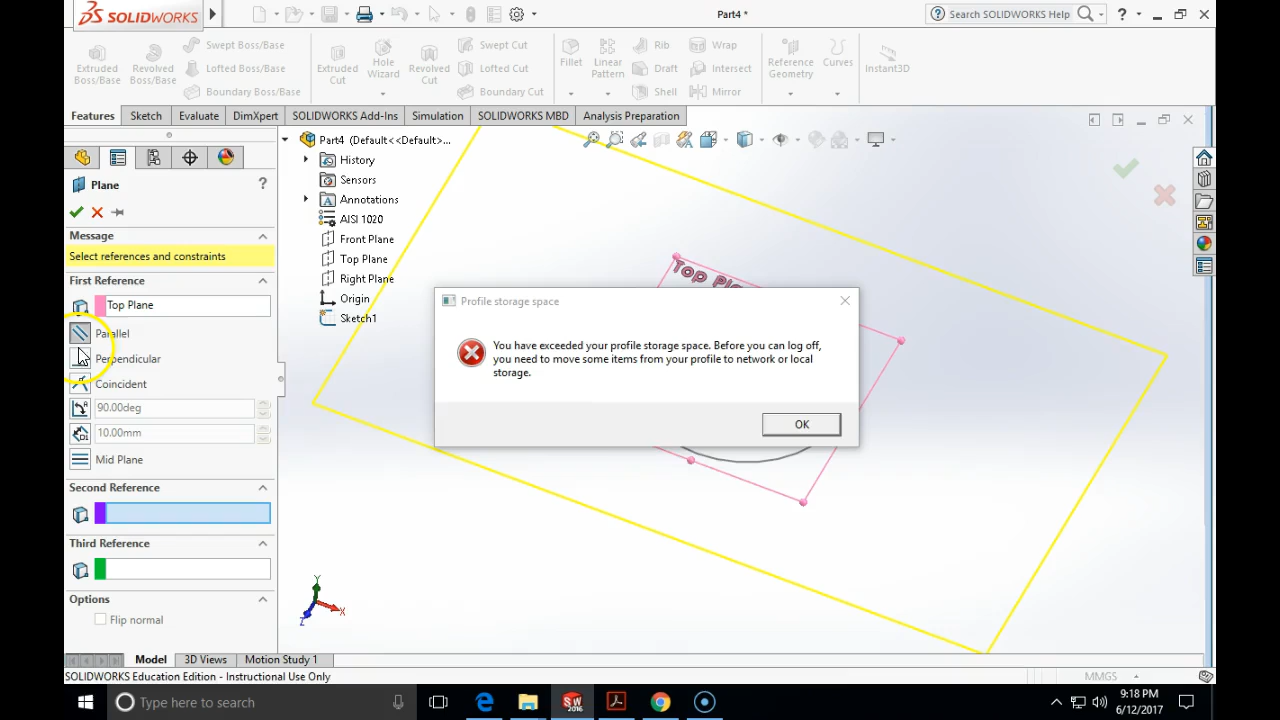 SOLIDWORKS
Part4 *
Search SOLIDWORKS Help
?
Extruded Boss/Base
Revolved Boss/Base
Swept Boss/Base
Lofted Boss/Base
Boundary Boss/Base
Extruded Cut
Hole Wizard
Revolved Cut
Swept Cut
Lofted Cut
Boundary Cut
Fillet
Linear Pattern
Rib
Draft
Shell
Wrap
Intersect
Mirror
Reference Geometry
Curves
Instant3D
Features
Sketch
Evaluate
DimXpert
SOLIDWORKS Add-Ins
Simulation
SOLIDWORKS MBD
Analysis Preparation
Plane
?
Message
Select references and constraints
First Reference
Top Plane
Parallel
Perpendicular
Coincident
90.00deg
10.00mm
Mid Plane
Second Reference
Third Reference
Options
Flip normal
Part4 (Default<<Default>...
History
Sensors
Annotations
AISI 1020
Front Plane
Top Plane
Right Plane
Origin
Sketch1
Profile storage space
You have exceeded your profile storage space. Before you can log off,
you need to move some items from your profile to network or local
storage.
OK
Y
X
Z
Model
3D Views
Motion Study 1
SOLIDWORKS Education Edition - Instructional Use Only
MMGS
Type here to search
SW
2016
9:18 PM
6/12/2017